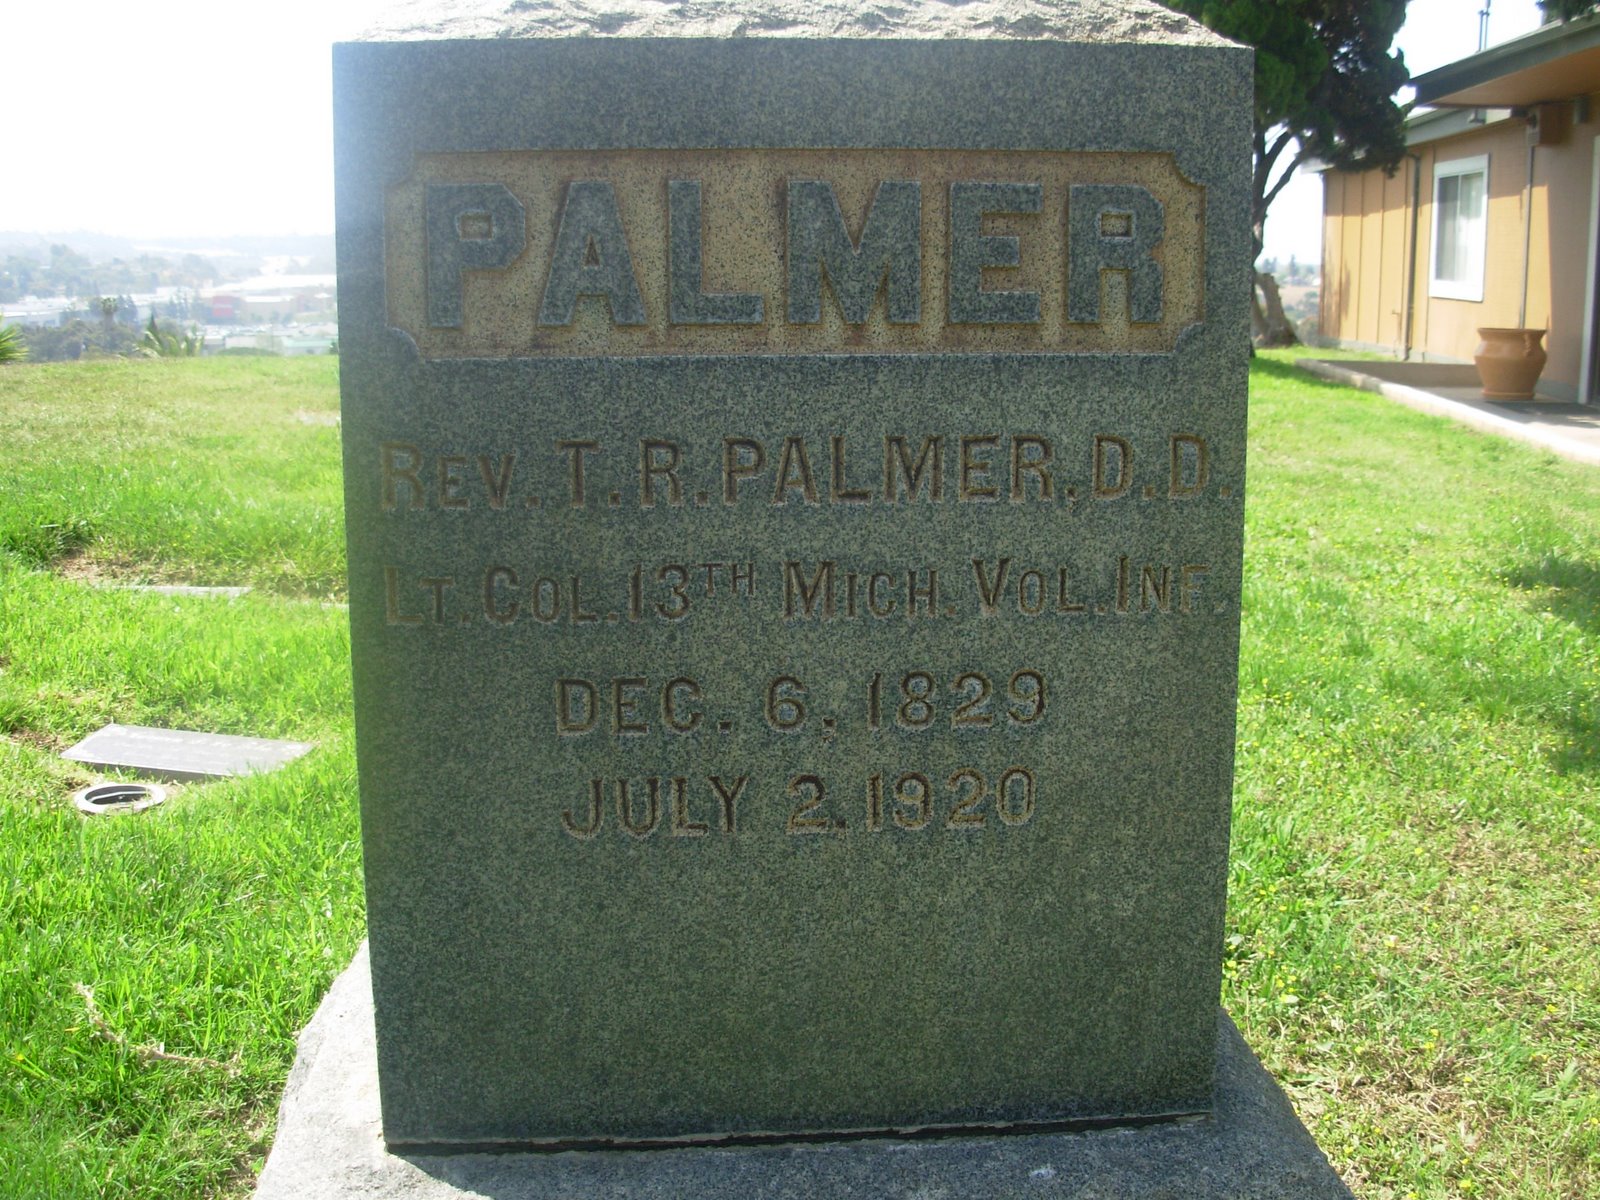 PALMER
REV. T. R. PALMER, D. D.
LT. COL. 13TH MICH. VOL. INF.
DEC. 6, 1829
JULY 2, 1920